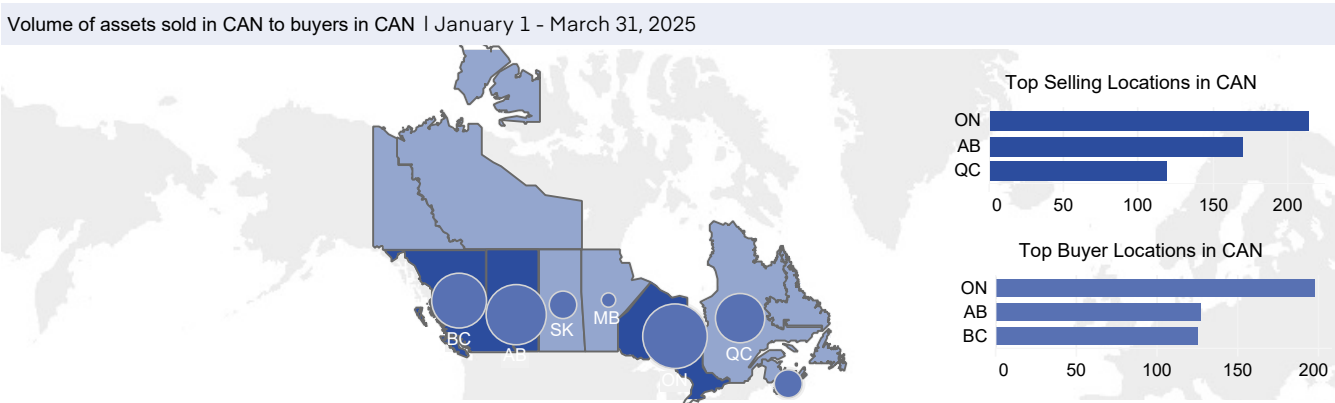 Volume of assets sold in CAN to buyers in CAN | January 1 - March 31, 2025
Top Selling Locations in CAN
ON
AB
QC
0 50 100 150 200
Top Buyer Locations in CAN
ON
AB
BC
0 50 100 150 200
BC
AB
SK
MB
ON
QC